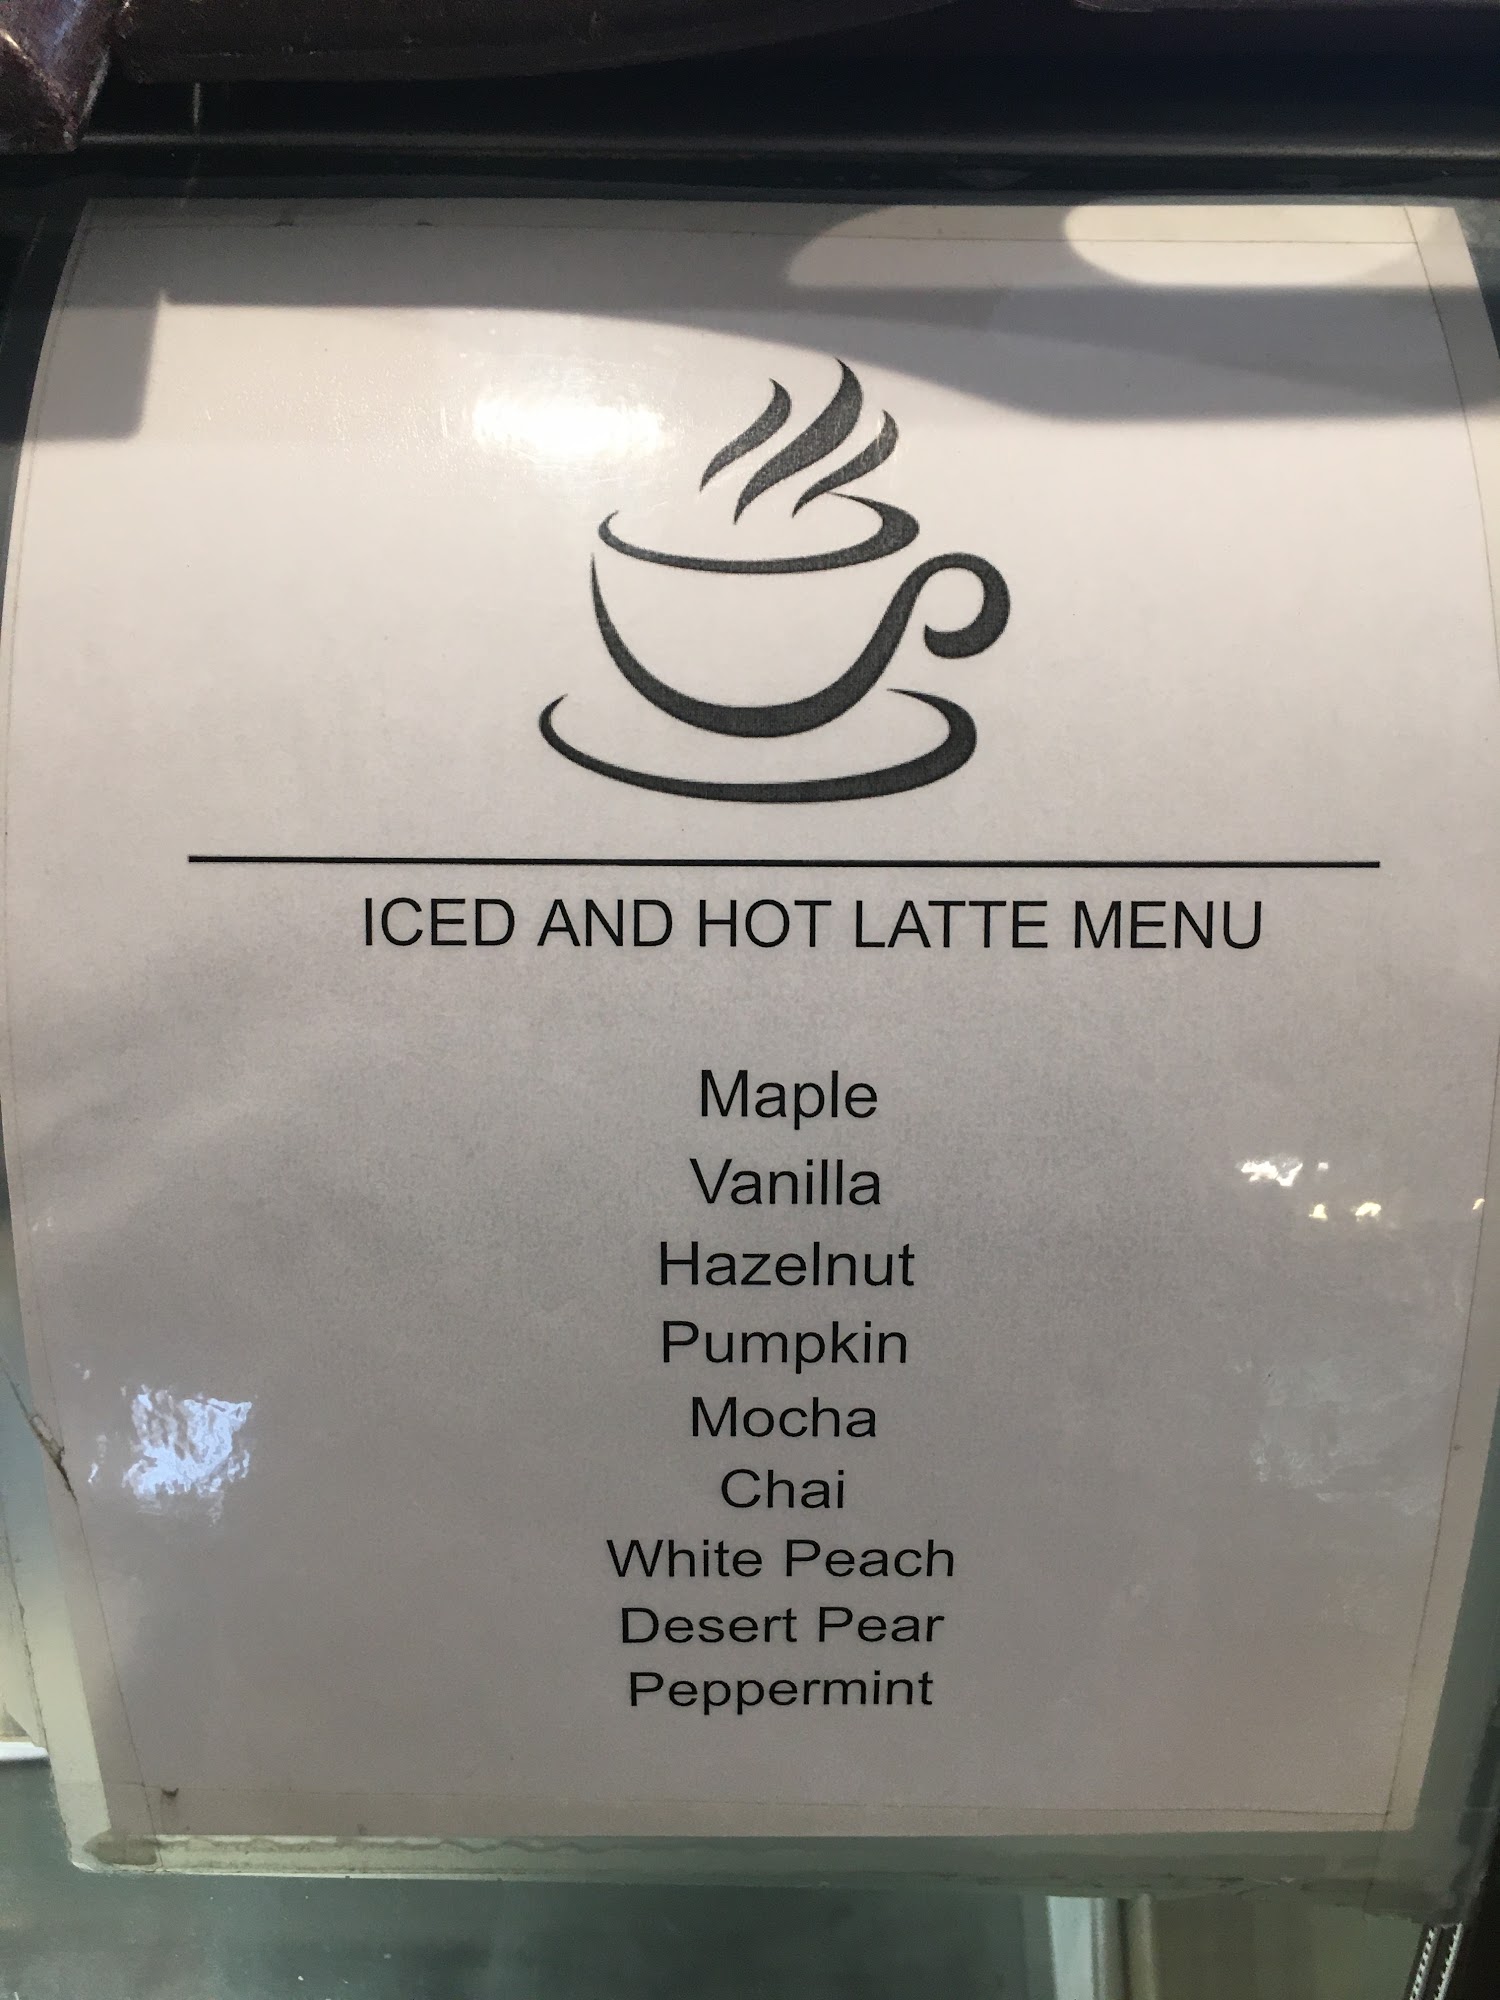 ICED AND HOT LATTE MENU
Maple
Vanilla
Hazelnut
Pumpkin
Mocha
Chai
White Peach
Desert Pear
Peppermint